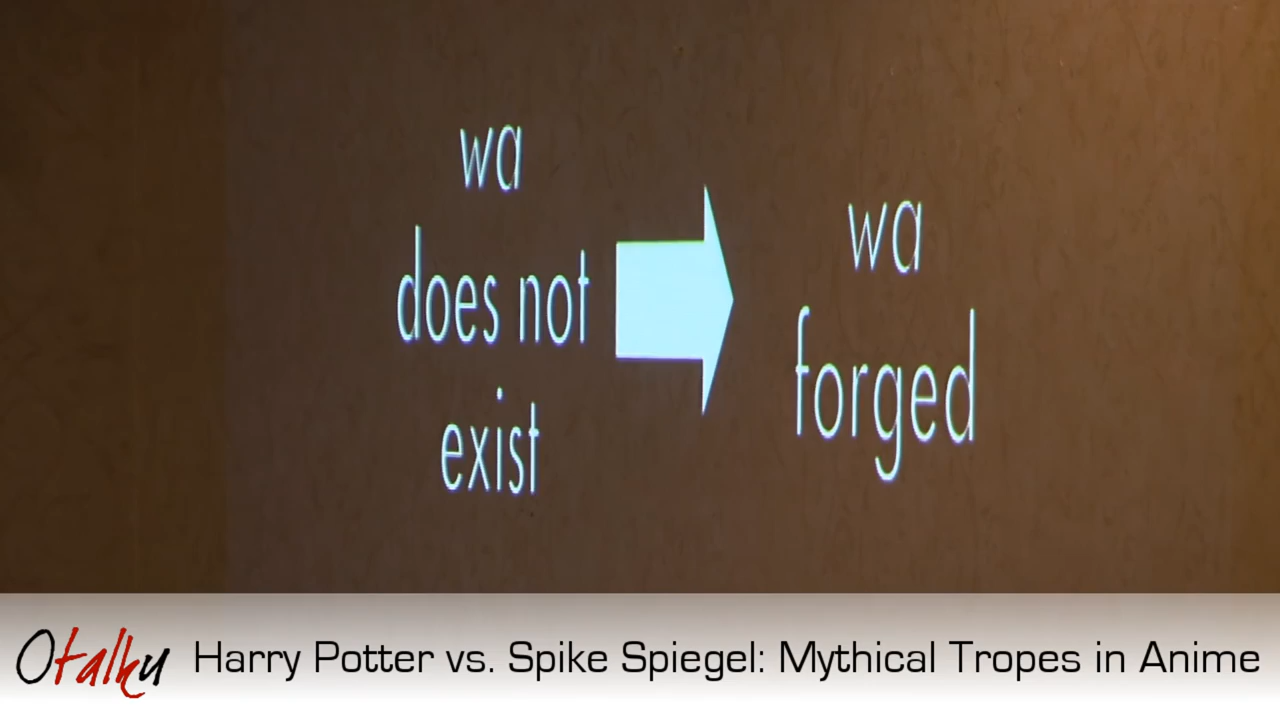 wa
does not
exist
wa
forged
Otalku Harry Potter vs. Spike Spiegel: Mythical Tropes in Anime